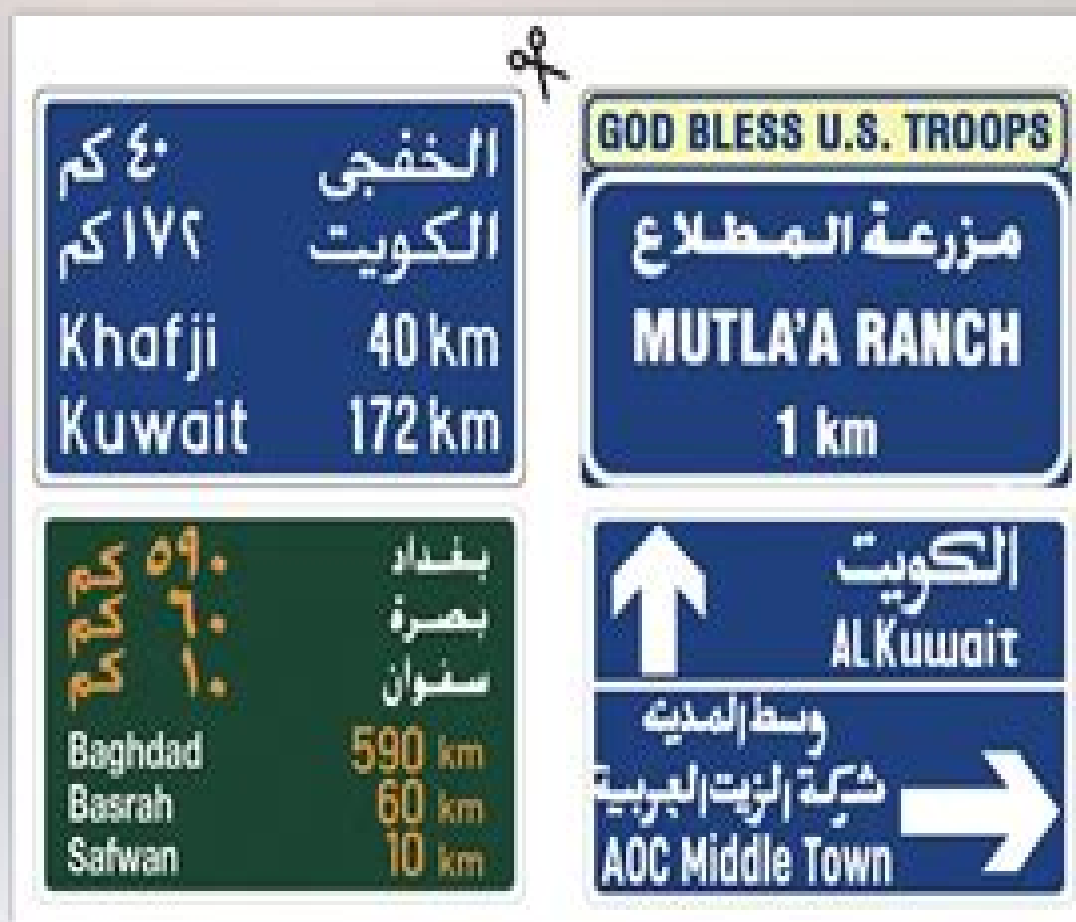 الخفجي ٤٠ كم
الكويت ١٧٢ كم
Khafji 40 km
Kuwait 172 km
GOD BLESS U.S. TROOPS
مزرعة المطلاع
MUTLA'A RANCH
1 km
بغداد ٥٩٠ كم
بصرة ٦٠ كم
سفوان ١٠ كم
Baghdad 590 km
Basrah 60 km
Safwan 10 km
الكويت
AL Kuwait
وسط المدينه
شركة الزيت العربية
AOC Middle Town